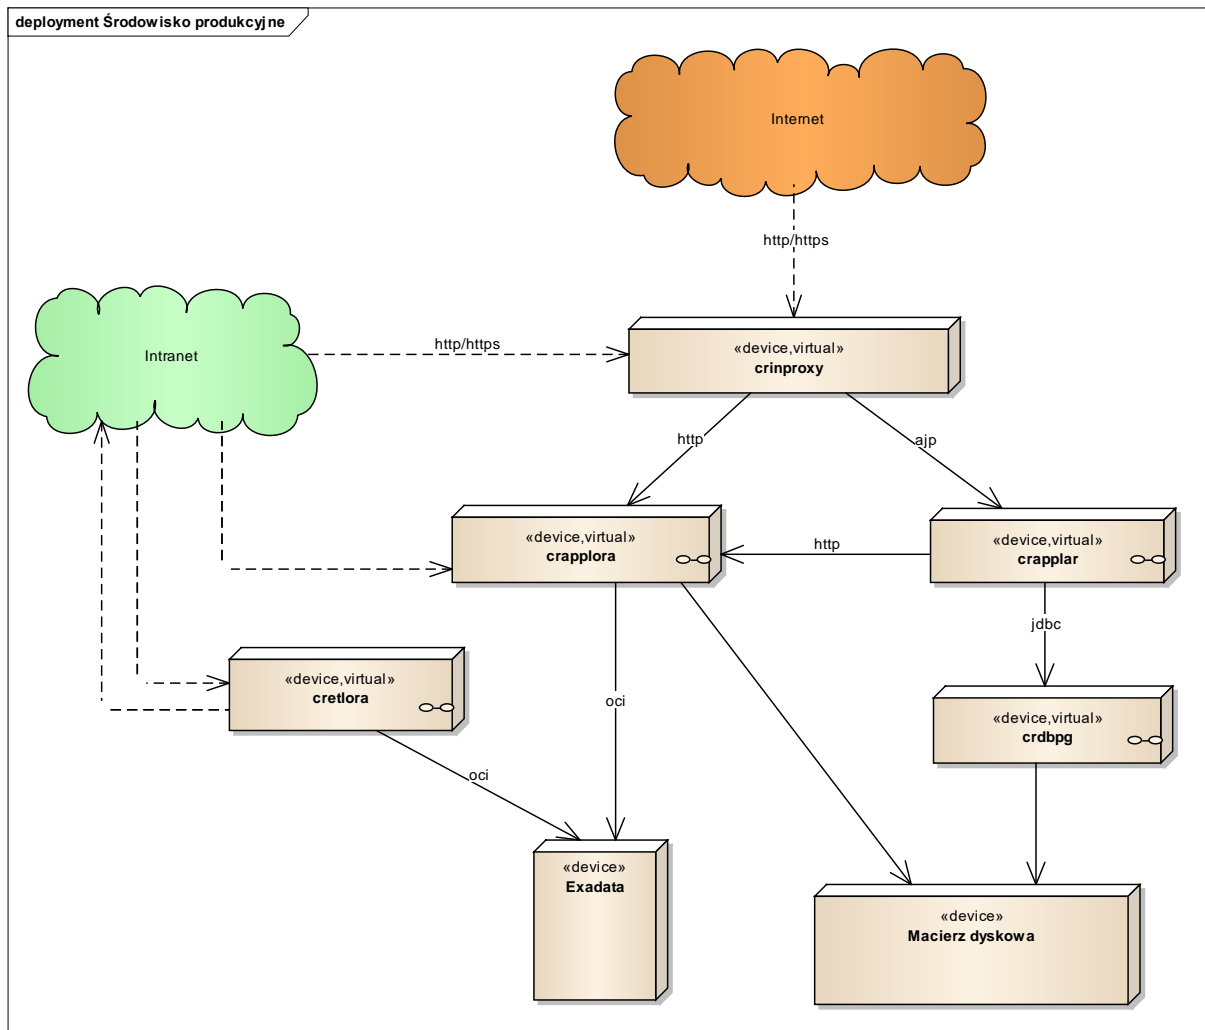 deployment Środowisko produkcyjne
Internet
http/https
Intranet
http/https
«device,virtual»
crinproxy
http
ajp
«device,virtual»
crapplora
http
«device,virtual»
crapplar
jdbc
«device,virtual»
cretlora
oci
«device,virtual»
crdbpg
oci
«device»
Exadata
«device»
Macierz dyskowa